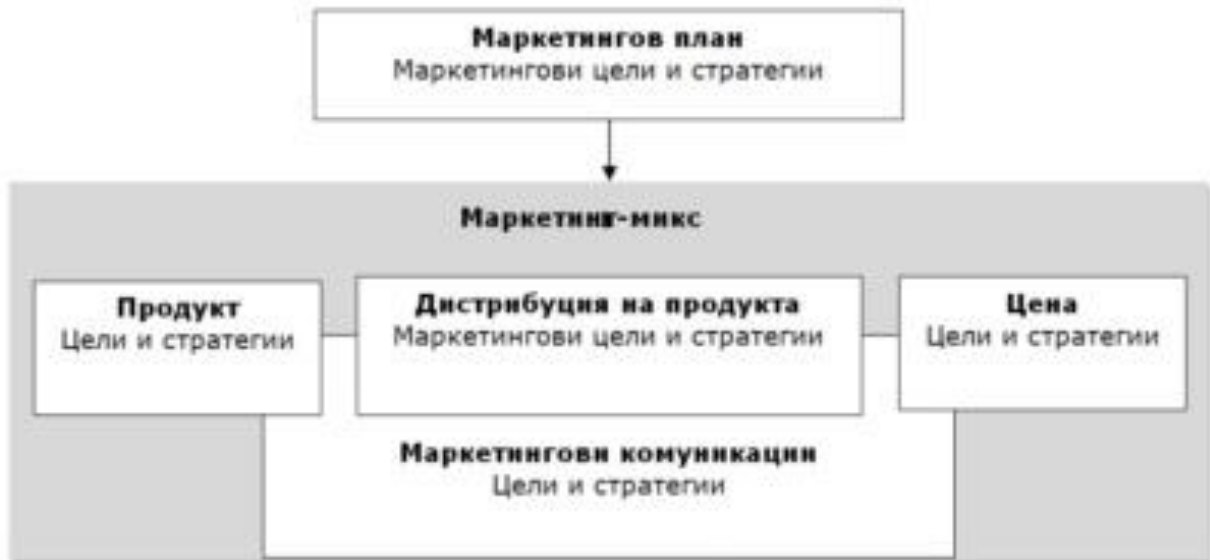 Маркетингов план
Маркетингови цели и стратегии
Маркетинг-микс
Продукт
Цели и стратегии
Дистрибуция на продукта
Маркетингови цели и стратегии
Цена
Цели и стратегии
Маркетингови комуникации
Цели и стратегии